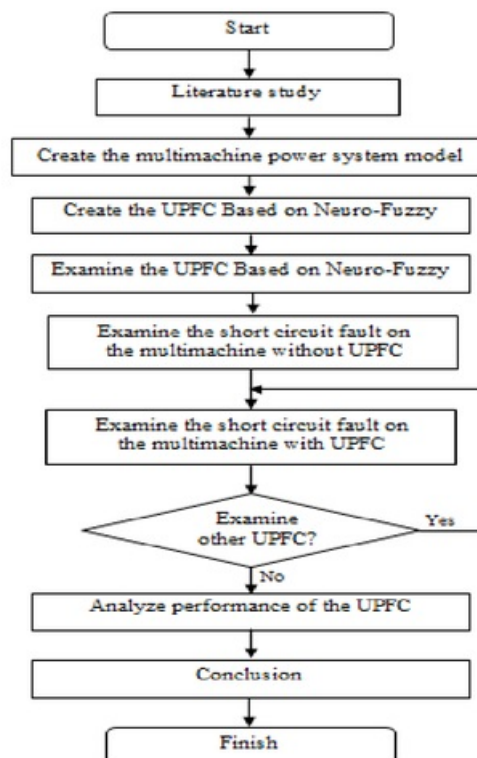 Start
Literature study
Create the multimachine power system model
Create the UPFC Based on Neuro-Fuzzy
Examine the UPFC Based on Neuro-Fuzzy
Examine the short circuit fault on
the multimachine without UPFC
Examine the short circuit fault on
the multimachine with UPFC
Examine
other UPFC?
Yes
No
Analyze performance of the UPFC
Conclusion
Finish